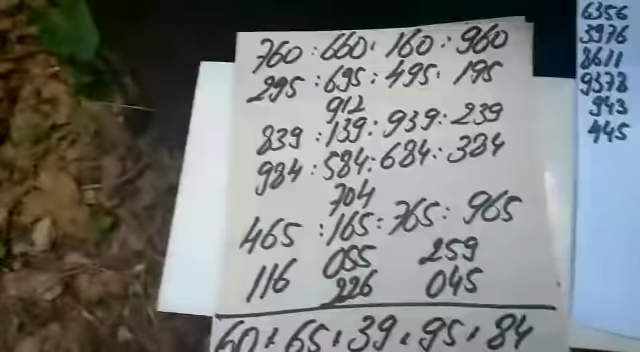 760 : 660 : 160 : 960
295 : 695 : 495 : 195
912
839 : 139 : 939 : 239
984 : 584 : 684 : 384
704
465 : 165 : 765 : 965
116 055 259
226 045
60 : 65 : 39 : 95 : 84
6356
3976
8611
9378
943
445